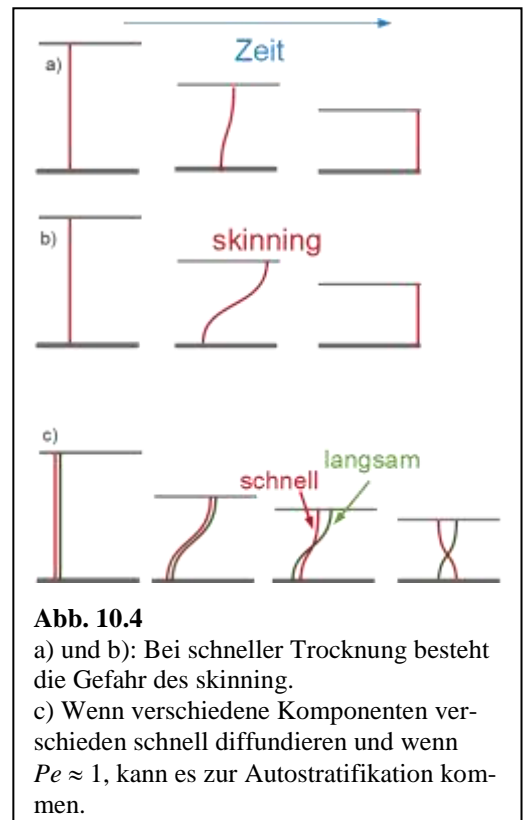 Zeit
a)
b)
skinning
c)
langsam
schnell
Abb. 10.4
a) und b): Bei schneller Trocknung besteht
die Gefahr des skinning.
c) Wenn verschiedene Komponenten ver-
schieden schnell diffundieren und wenn
Pe ≈ 1, kann es zur Autostratifikation kom-
men.